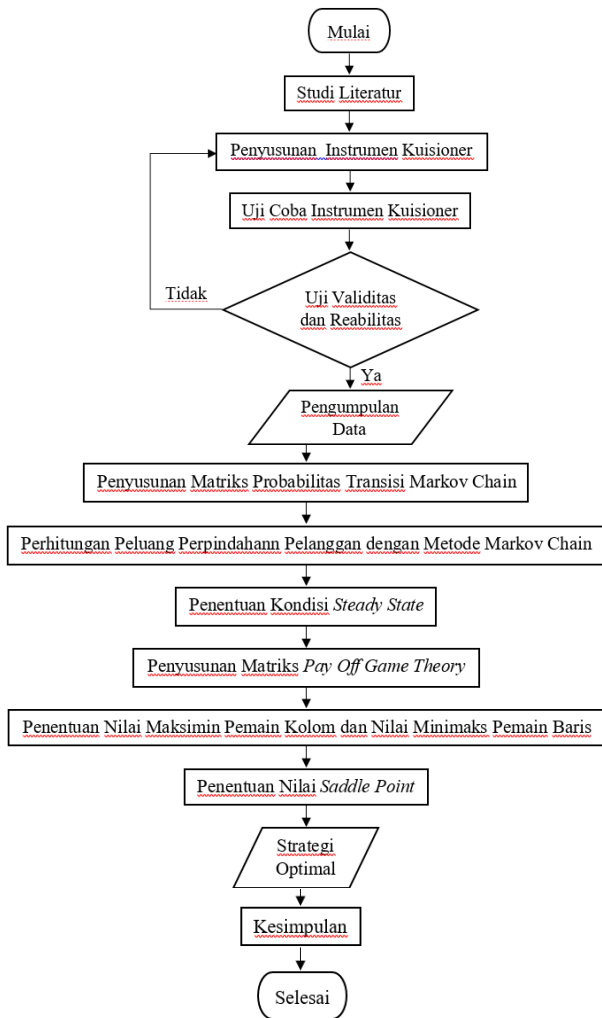 Mulai
Studi Literatur
Penyusunan Instrumen Kuisioner
Uji Coba Instrumen Kuisioner
Tidak
Uji Validitas
dan Reabilitas
Ya
Pengumpulan
Data
Penyusunan Matriks Probabilitas Transisi Markov Chain
Perhitungan Peluang Perpindahann Pelanggan dengan Metode Markov Chain
Penentuan Kondisi Steady State
Penyusunan Matriks Pay Off Game Theory
Penentuan Nilai Maksimin Pemain Kolom dan Nilai Minimaks Pemain Baris
Penentuan Nilai Saddle Point
Strategi
Optimal
Kesimpulan
Selesai